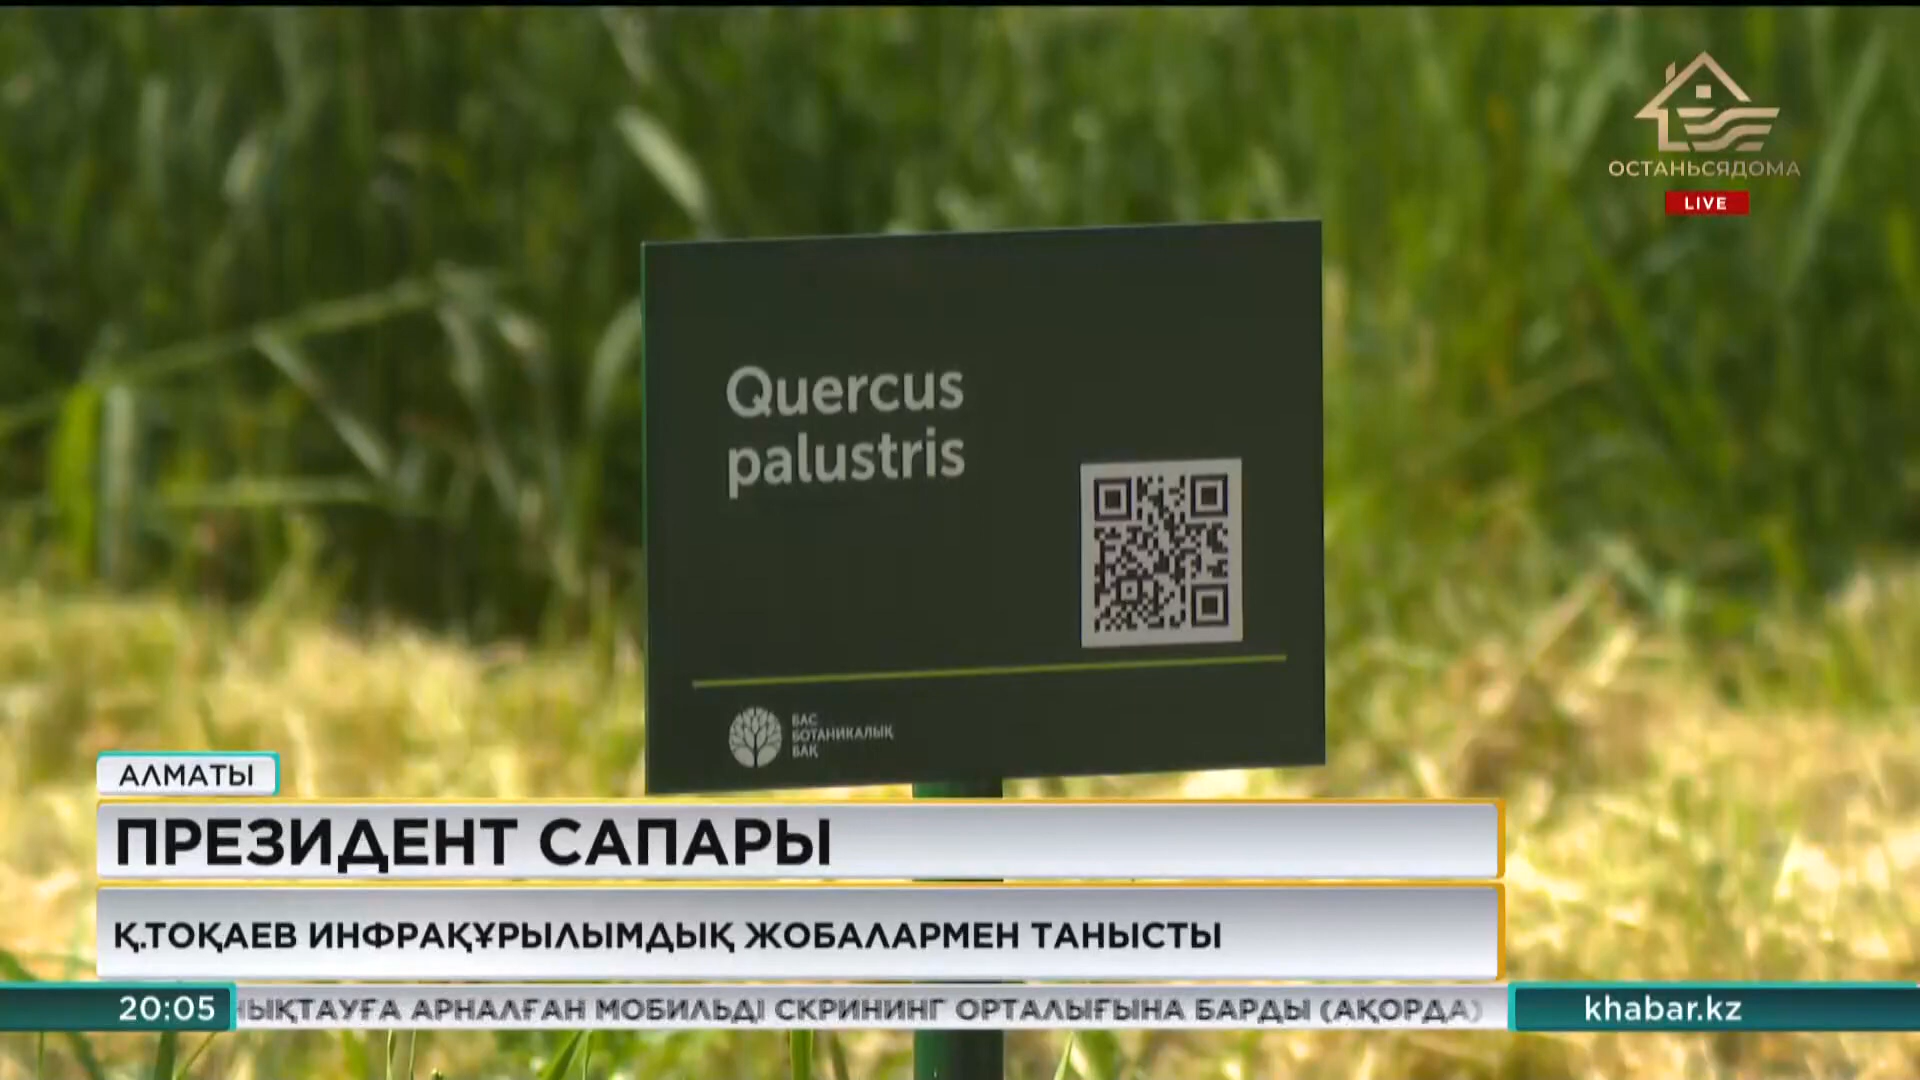 ОСТАНЬСЯДОМА
LIVE
Quercus
palustris
БАС
БОТАНИКАЛЫҚ
БАҚ
АЛМАТЫ
ПРЕЗИДЕНТ САПАРЫ
Қ.ТОҚАЕВ ИНФРАҚҰРЫЛЫМДЫҚ ЖОБАЛАРМЕН ТАНЫСТЫ
20:05
НЫҚТАУҒА АРНАЛҒАН МОБИЛЬДІ СКРИНИНГ ОРТАЛЫҒЫНА БАРДЫ (АҚОРДА)
khabar.kz